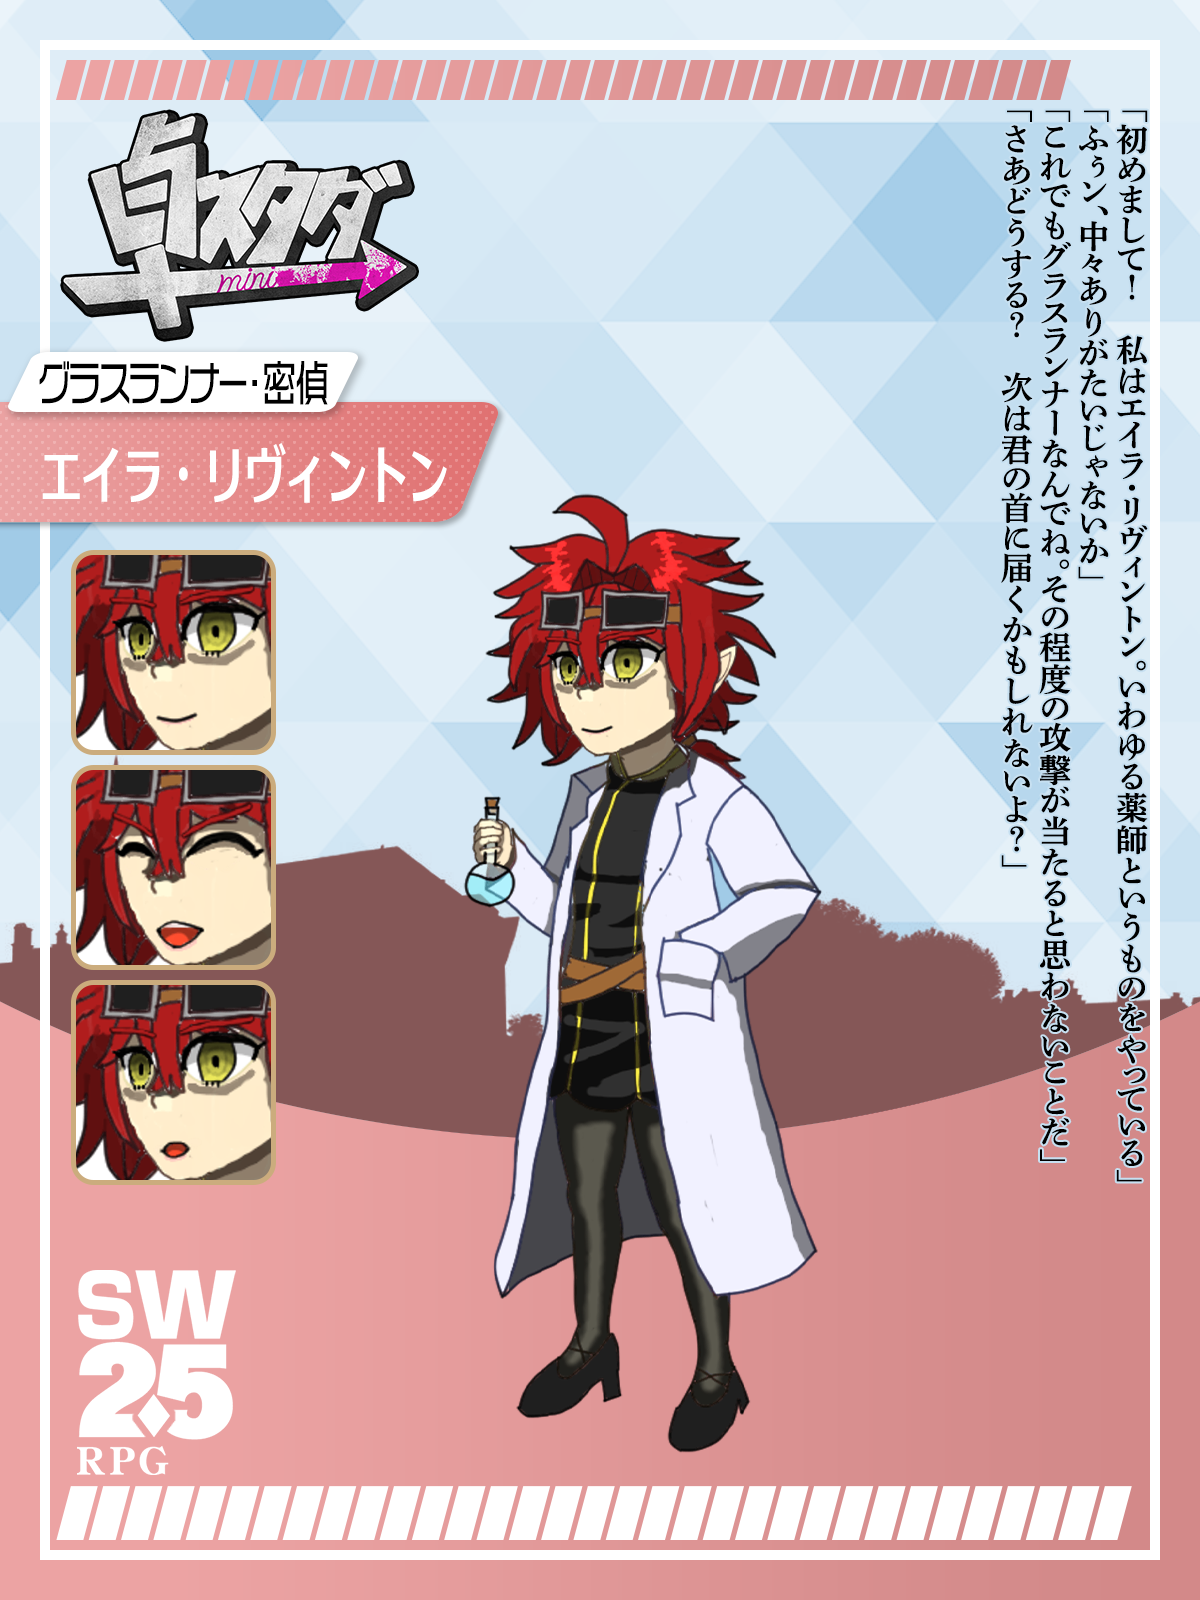 卓スタダ
mini
グラスランナー・密偵
エイラ・リヴィントン
「初めまして！　私はエイラ・リヴィントン。いわゆる薬師というものをやっている」
「ふぅン、中々ありがたいじゃないか」
「これでもグラスランナーなんでね。その程度の攻撃が当たると思わないことだ」
「さあどうする？　次は君の首に届くかもしれないよ？」
SW
2.5
RPG